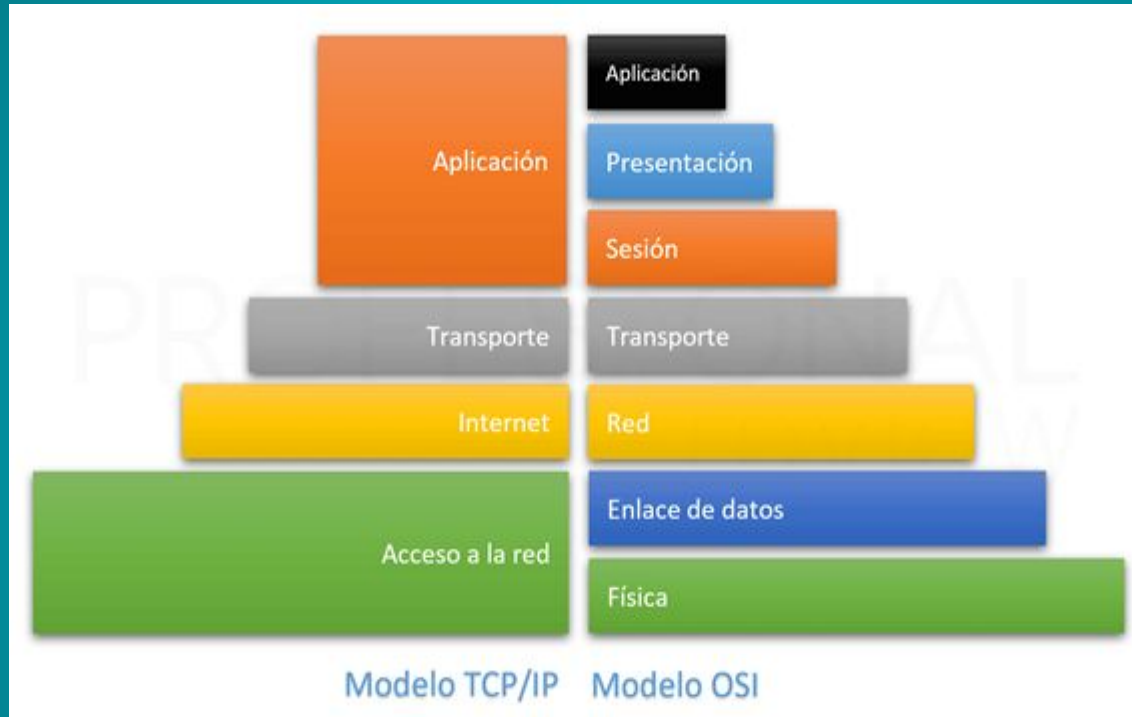 Aplicación
Aplicación
Presentación
Sesión
Transporte
Transporte
Internet
Red
Acceso a la red
Enlace de datos
Física
Modelo TCP/IP
Modelo OSI